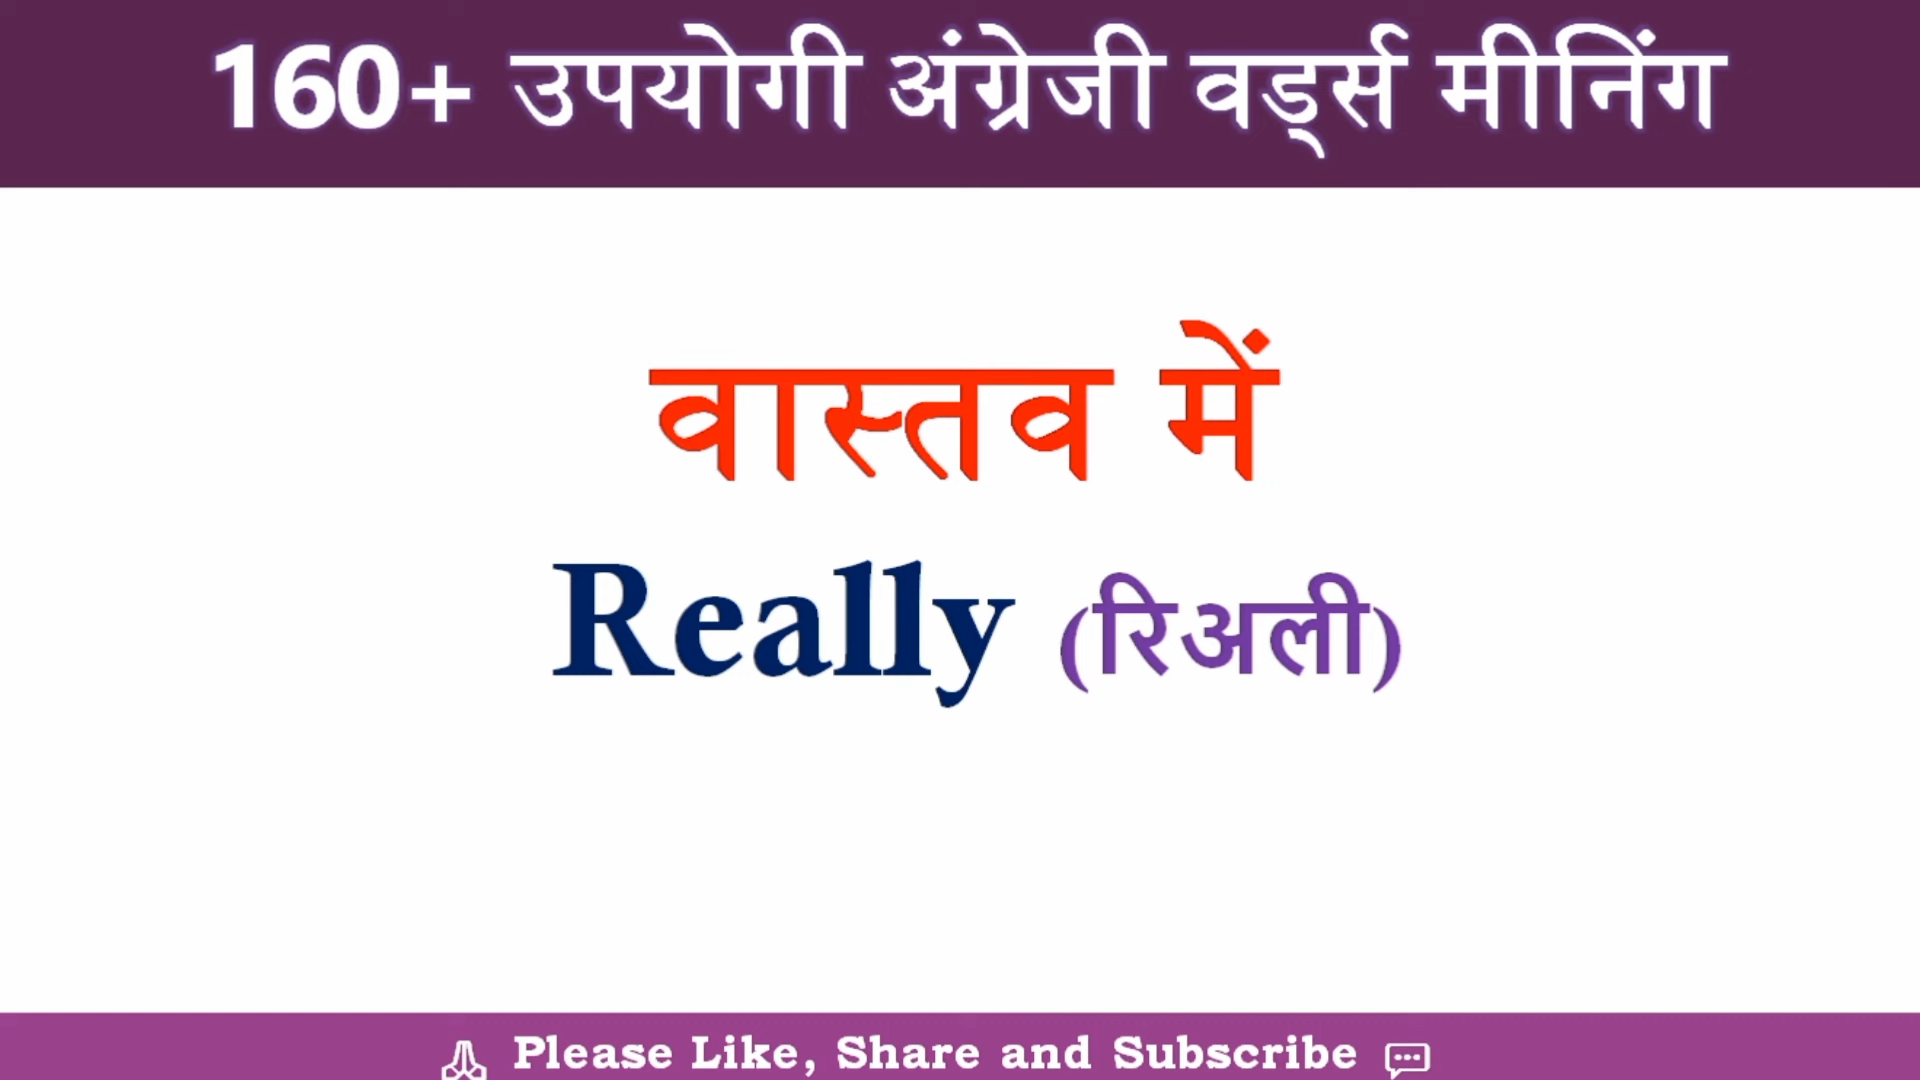 160+ उपयोगी अंग्रेजी वर्ड्स मीनिंग
वास्तव में
Really (रिअली)
Please Like, Share and Subscribe